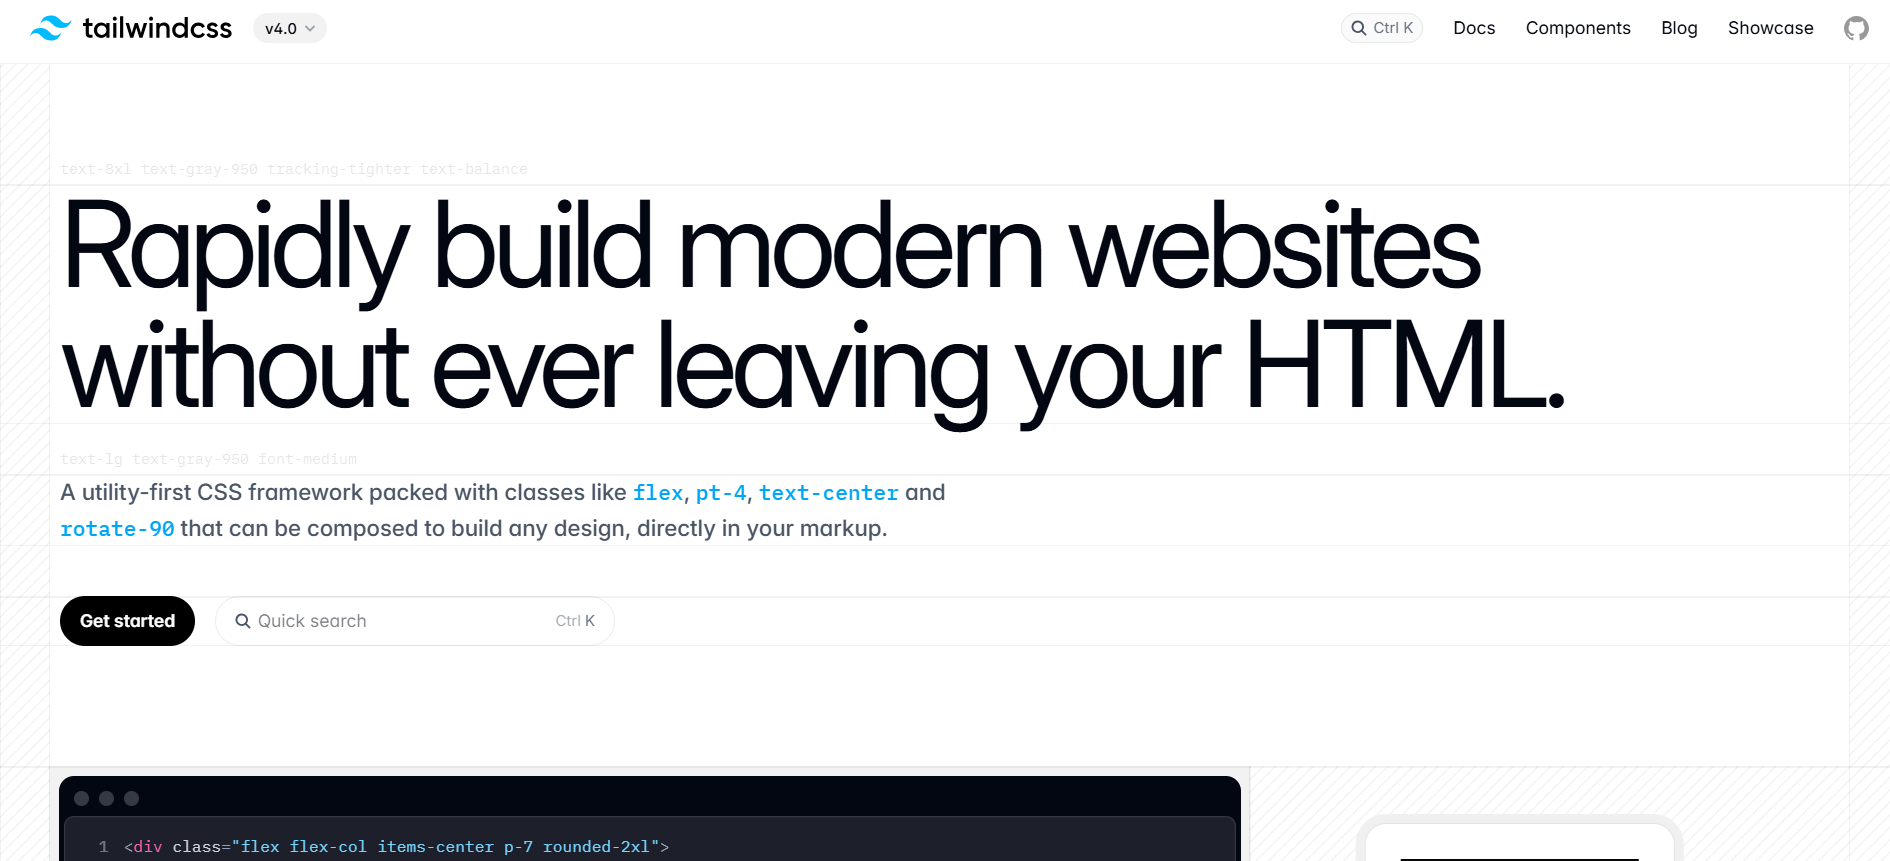 tailwindcss
v4.0
Ctrl K
Docs
Components
Blog
Showcase
text-8xl text-gray-950 tracking-tighter text-balance
Rapidly build modern websites
without ever leaving your HTML.
text-lg text-gray-950 font-medium
A utility-first CSS framework packed with classes like flex, pt-4, text-center and
rotate-90 that can be composed to build any design, directly in your markup.
Get started
Quick search
Ctrl K
1 <div class="flex flex-col items-center p-7 rounded-2xl">